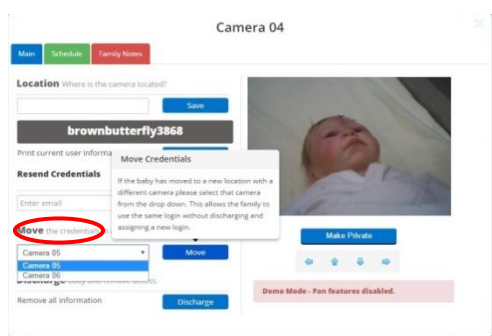 Camera 04
Main
Schedule
Family Notes
Location Where is the camera located?
Save
brownbutterfly3868
Print current user informa
Resend Credentials
Enter email
Move Credentials
If the baby has moved to a new location with a
different camera please select that camera
from the drop down. This allows the family to
use the same login without discharging and
assigning a new login.
Move the credentials
Camera 05
Move
Camera 05
Camera 06
Discharge baby and remove access.
Remove all information
Discharge
Make Private
Demo Mode - Pan features disabled.